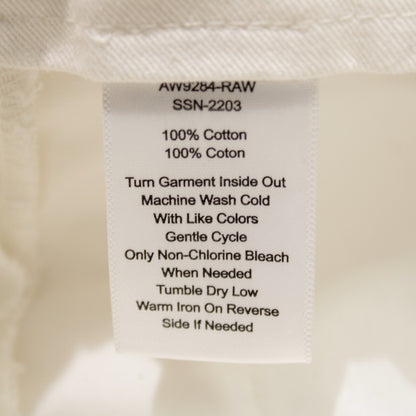 AW9284-RAW
SSN-2203
100% Cotton
100% Coton
Turn Garment Inside Out
Machine Wash Cold
With Like Colors
Gentle Cycle
Only Non-Chlorine Bleach
When Needed
Tumble Dry Low
Warm Iron On Reverse
Side If Needed